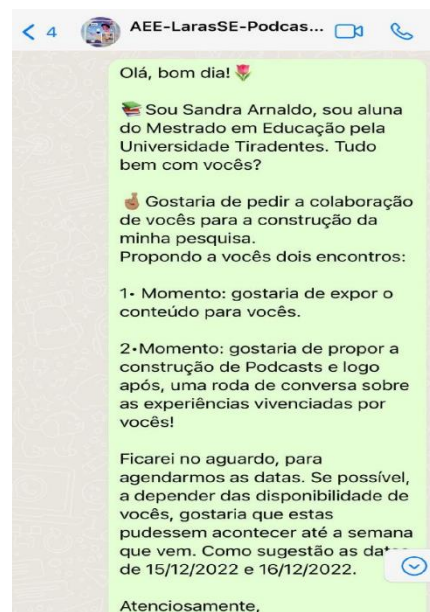 4 AEE-LarasSE-Podcas...
Olá, bom dia!🌷
📚 Sou Sandra Arnaldo, sou aluna
do Mestrado em Educação pela
Universidade Tiradentes. Tudo
bem com vocês?
☝🏽 Gostaria de pedir a colaboração
de vocês para a construção da
minha pesquisa.
Propondo a vocês dois encontros:
1• Momento: gostaria de expor o
conteúdo para vocês.
2•Momento: gostaria de propor a
construção de Podcasts e logo
após, uma roda de conversa sobre
as experiências vivenciadas por
vocês!
Ficarei no aguardo, para
agendarmos as datas. Se possível,
a depender das disponibilidade de
vocês, gostaria que estas
pudessem acontecer até a semana
que vem. Como sugestão as datas
de 15/12/2022 e 16/12/2022.
Atenciosamente,